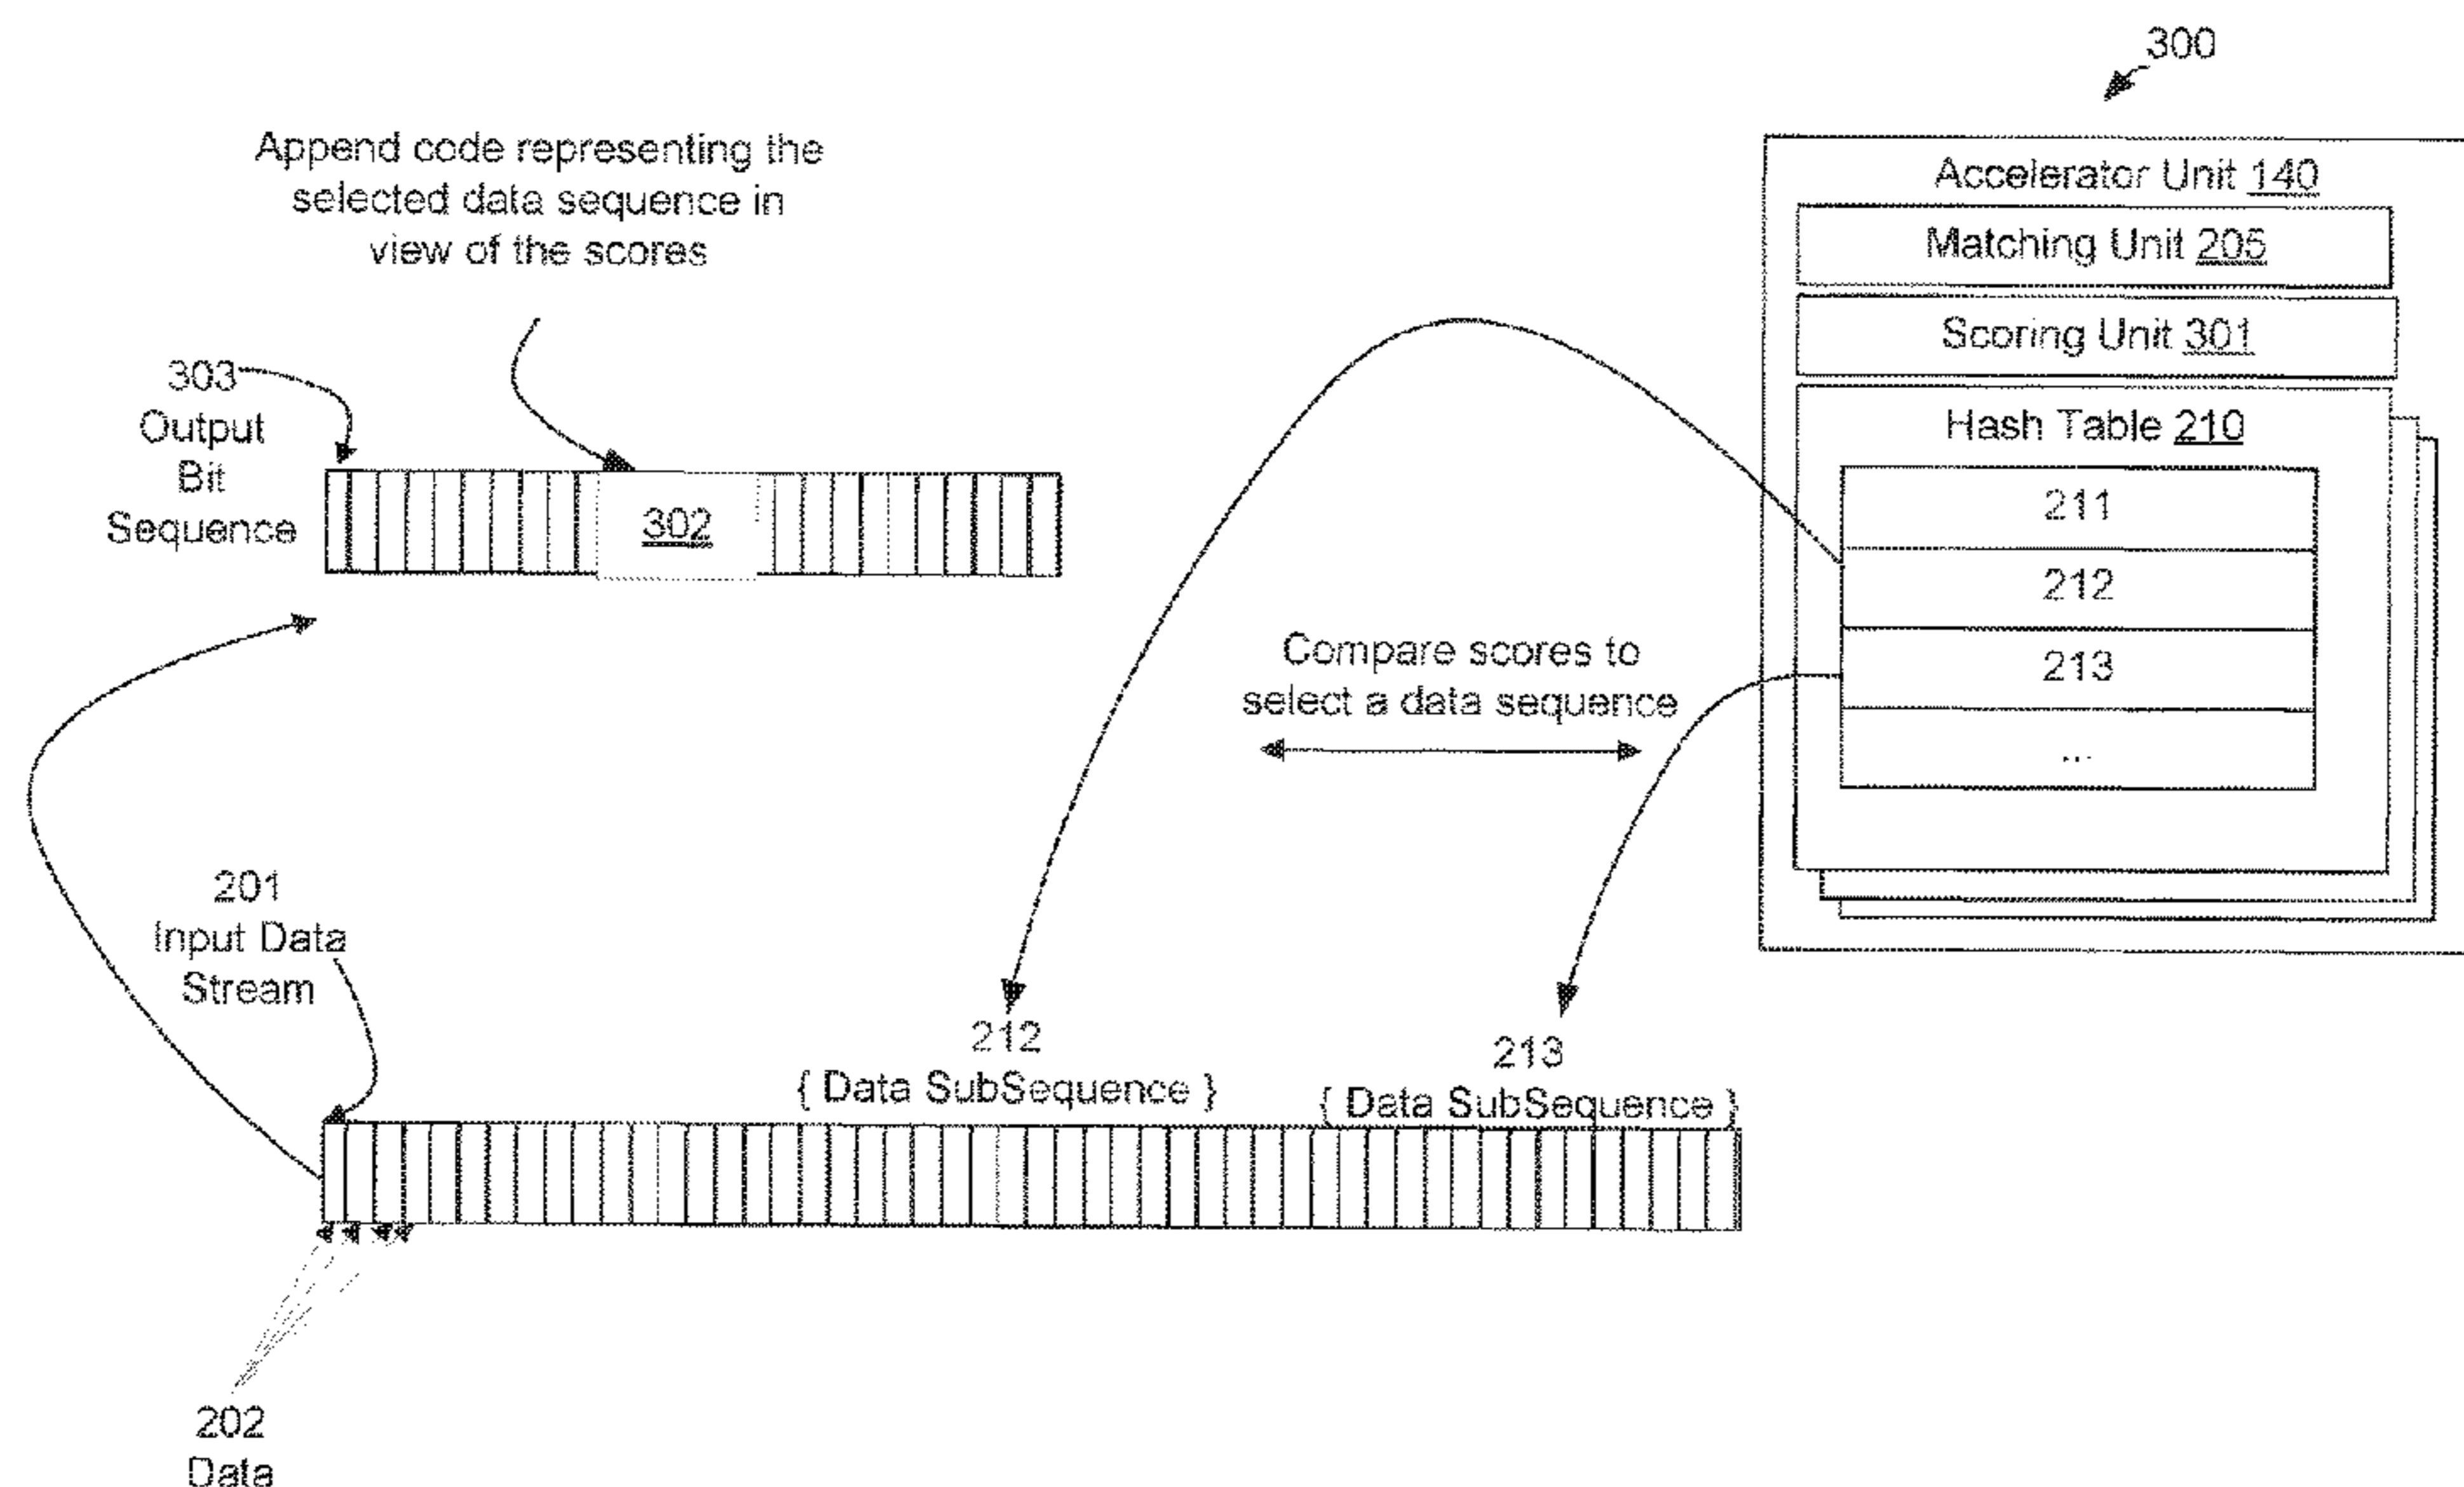 300
Append code representing the
selected data sequence in
view of the scores
Accelerator Unit 140
Matching Unit 205
Scoring Unit 301
303
Output
Bit
Sequence
302
Hash Table 210
211
212
213
...
Compare scores to
select a data sequence
201
Input Data
Stream
212
{ Data SubSequence }
213
{ Data SubSequence }
202
Data